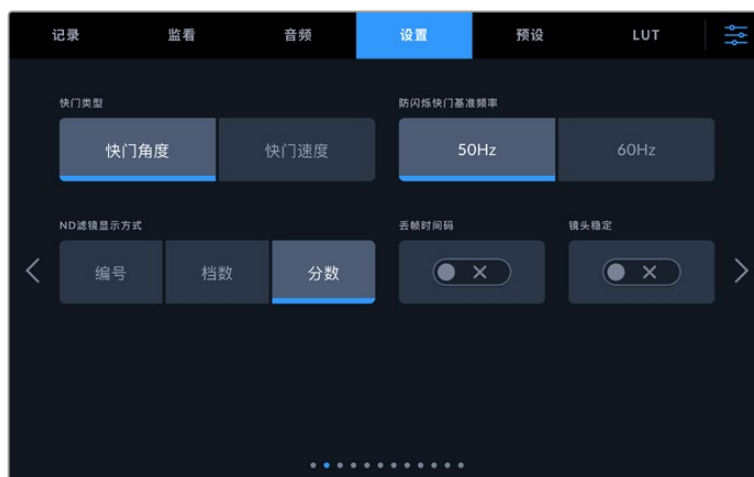 记录 监看 音频 设置 预设 LUT
快门类型 防闪烁快门基准频率
快门角度 快门速度 50Hz 60Hz
ND滤镜显示方式 丢帧时间码 镜头稳定
编号 档数 分数